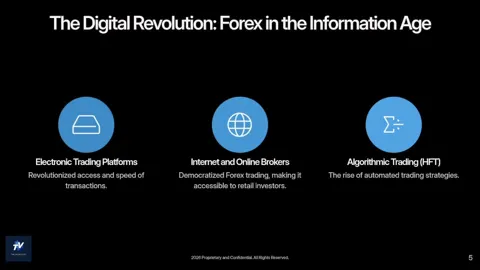 The Digital Revolution: Forex in the Information Age
Electronic Trading Platforms
Revolutionized access and speed of
transactions.
Internet and Online Brokers
Democratized Forex trading, making it
accessible to retail investors.
Algorithmic Trading (HFT)
The rise of automated trading strategies.
2026 Proprietary and Confidential. All Rights Reserved.
5